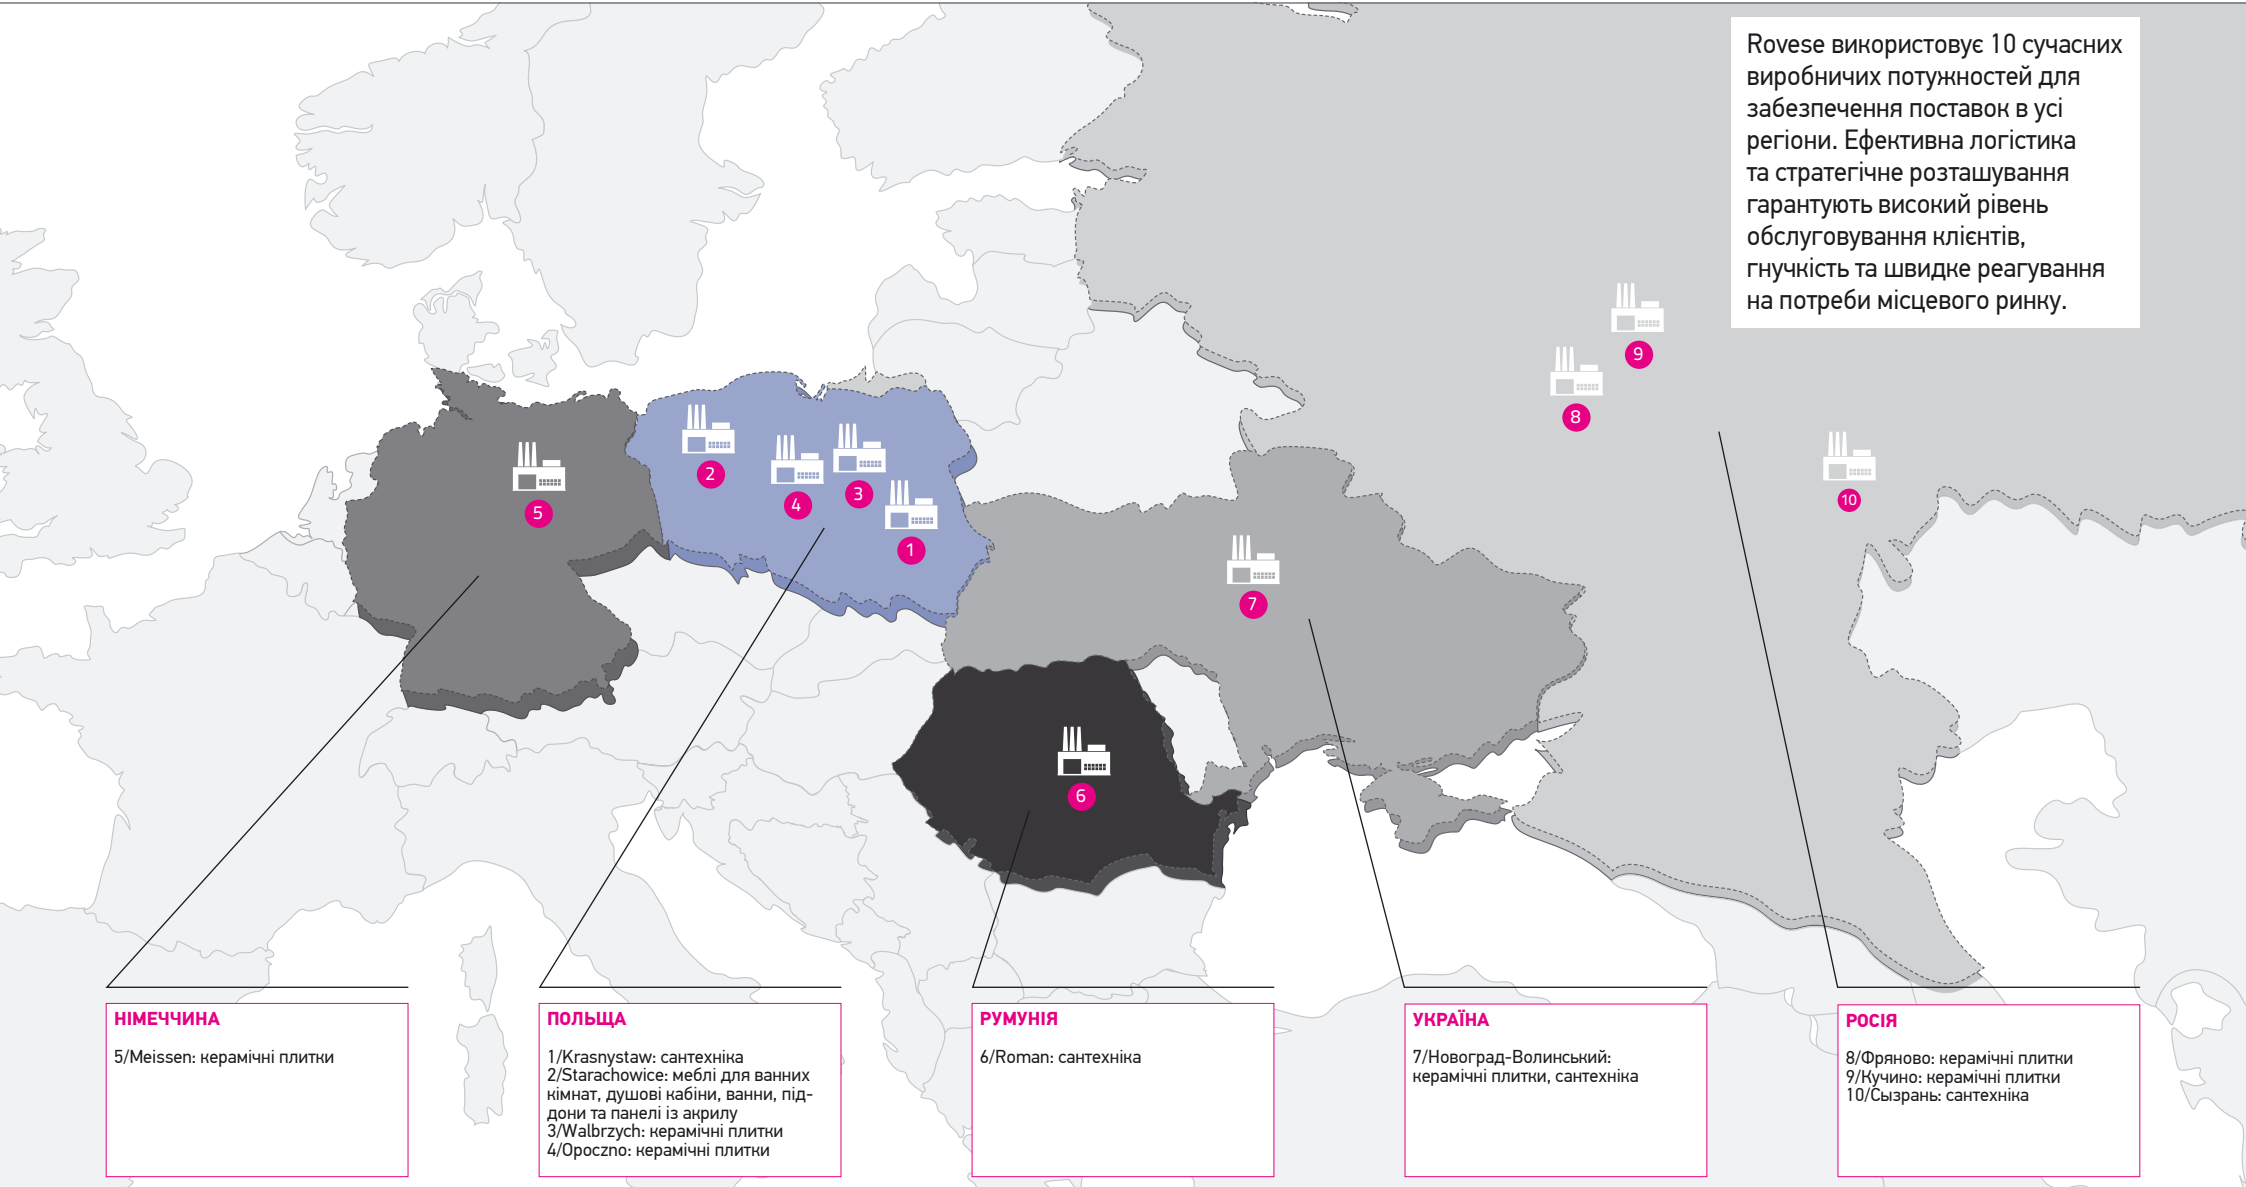 Rovese використовує 10 сучасних
виробничих потужностей для
забезпечення поставок в усі
регіони. Ефективна логістика
та стратегічне розташування
гарантують високий рівень
обслуговування клієнтів,
гнучкість та швидке реагування
на потреби місцевого ринку.
9
8
2
3
10
4
5
1
7
6
НІМЕЧЧИНА
5/Meissen: керамічні плитки
ПОЛЬЩА
1/Krasnystaw: сантехніка
2/Starachowice: меблі для ванних
кімнат, душові кабіни, ванни, під-
дони та панелі із акрилу
3/Walbrzych: керамічні плитки
4/Opoczno: керамічні плитки
РУМУНІЯ
6/Roman: сантехніка
УКРАЇНА
7/Новоград-Волинський:
керамічні плитки, сантехніка
РОСІЯ
8/Фряново: керамічні плитки
9/Кучино: керамічні плитки
10/Сызрань: сантехніка